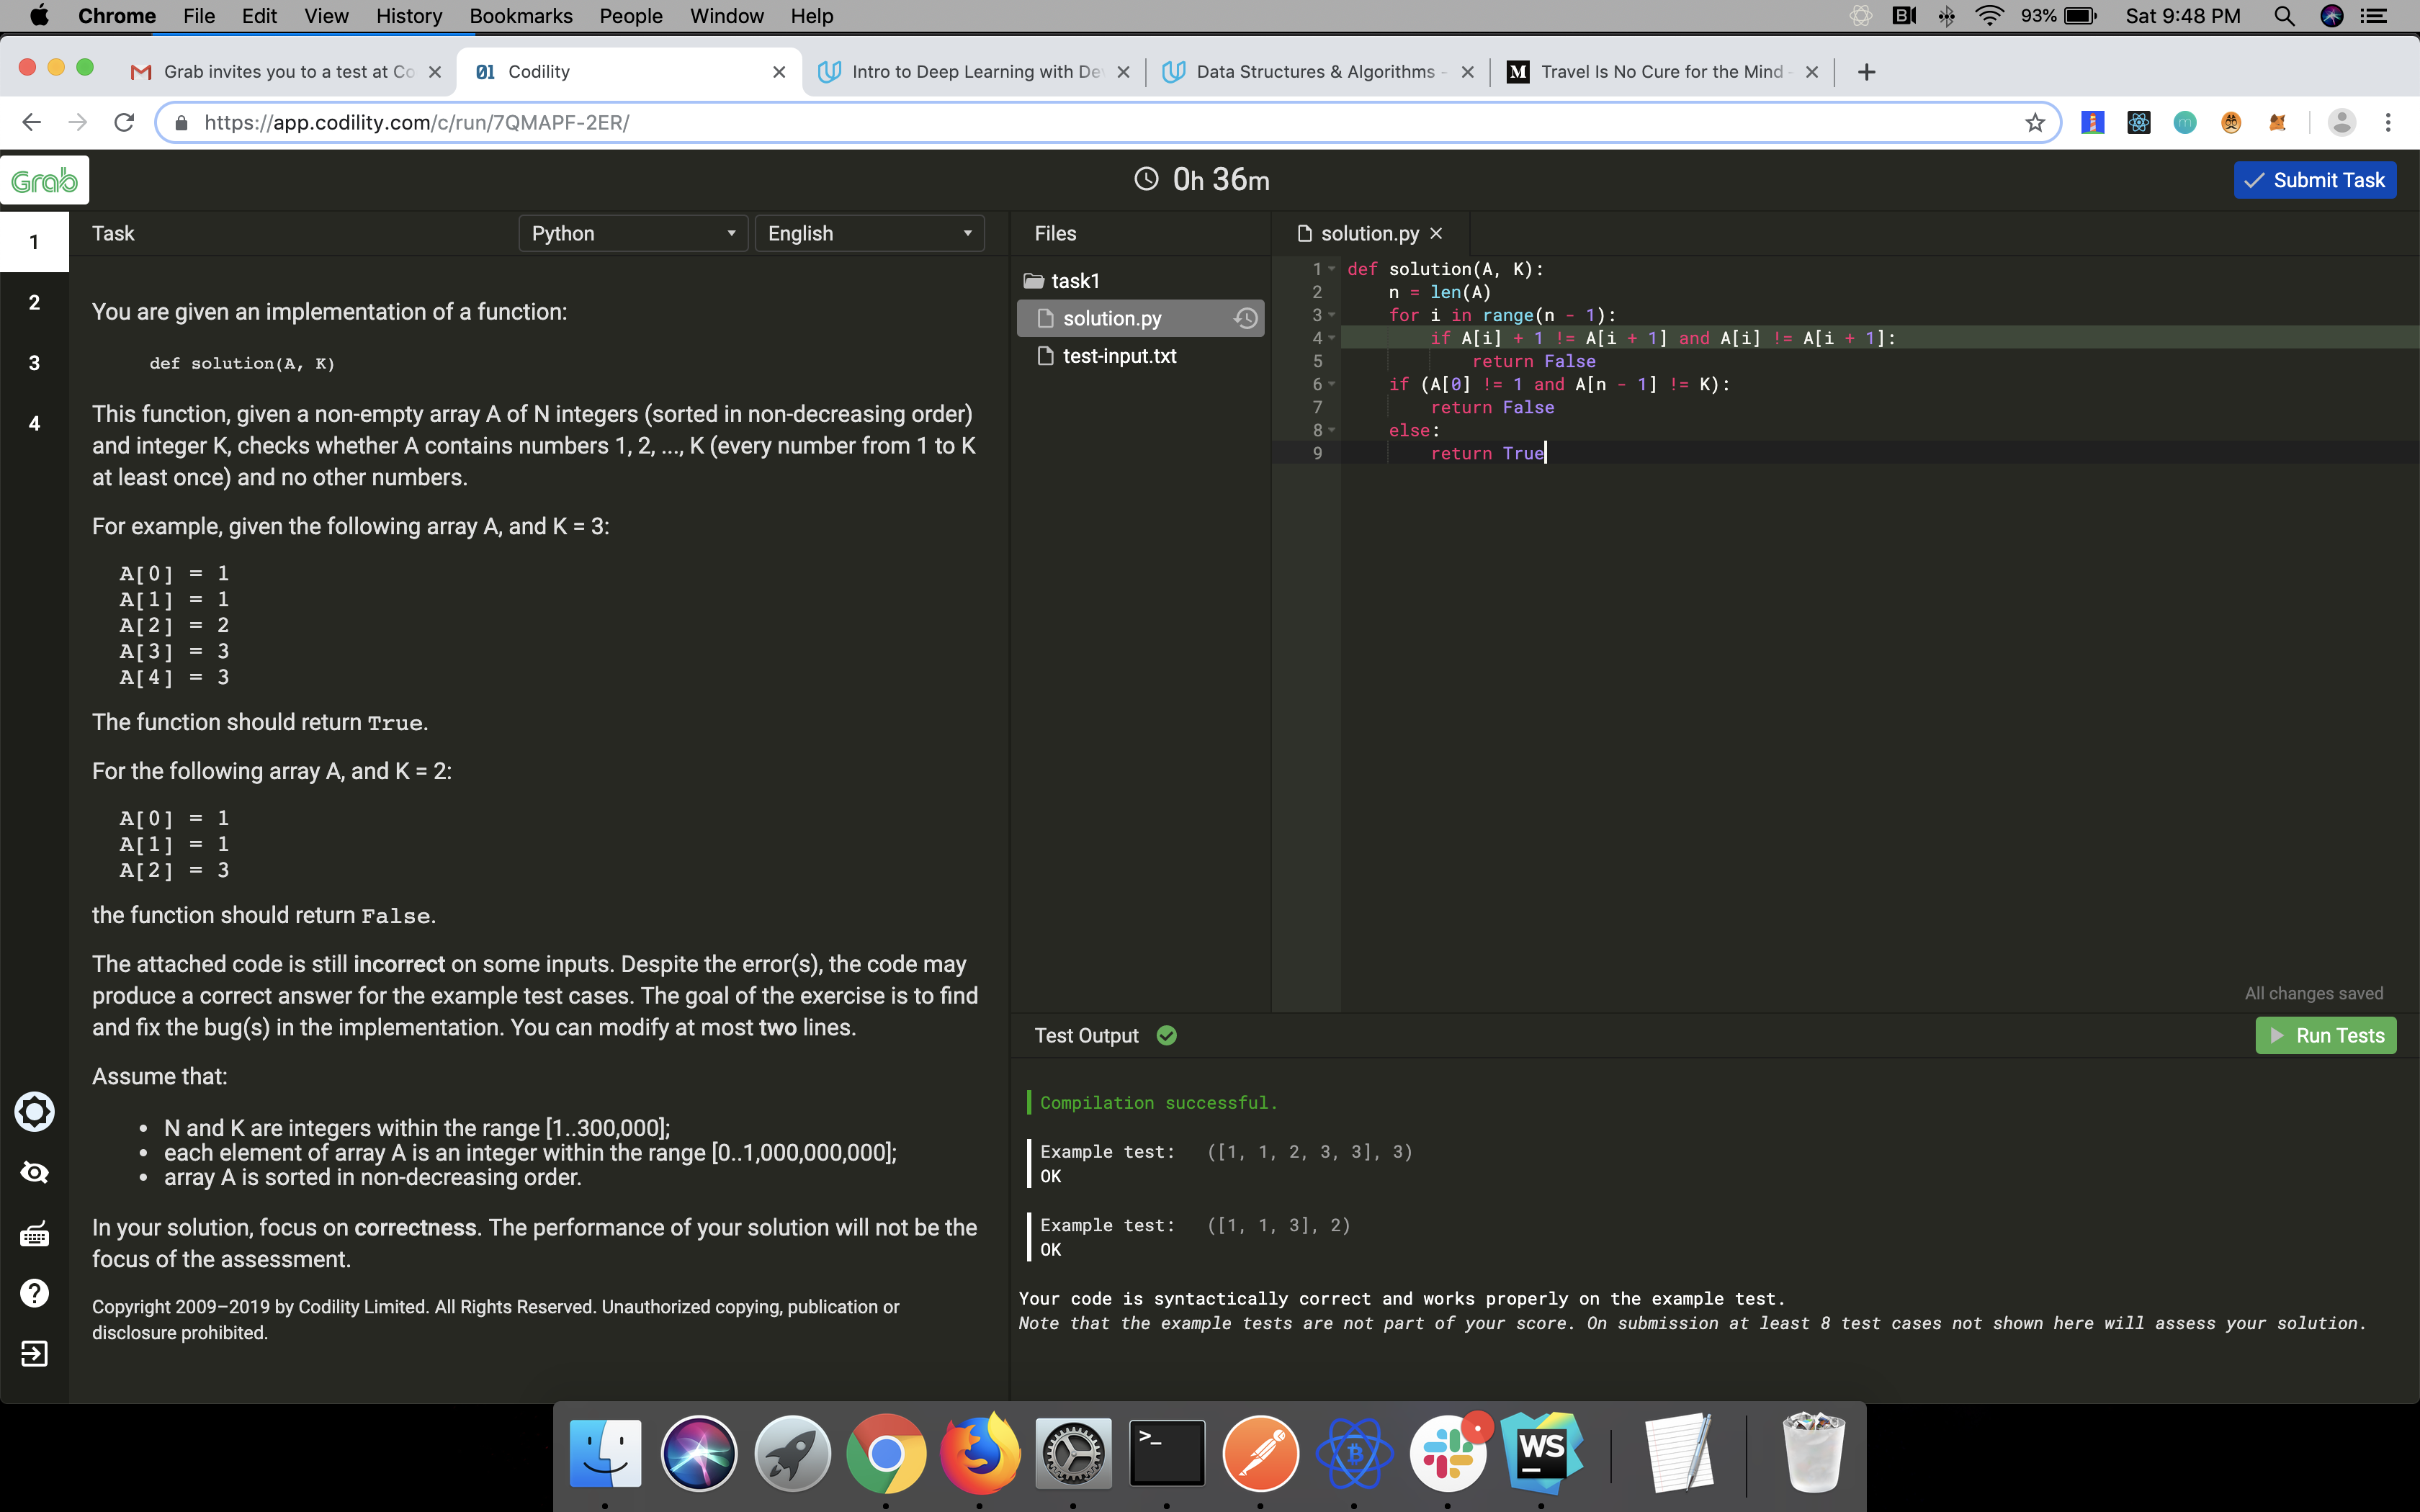 Chrome File Edit View History Bookmarks People Window Help 93% Sat 9:48 PM
Grab invites you to a test at Co Codility Intro to Deep Learning with De Data Structures & Algorithms - M Travel Is No Cure for the Mind -
https://app.codility.com/c/run/7QMAPF-2ER/
Grab 0h 36m Submit Task
1
2
3
4
Task Python English
You are given an implementation of a function:
def solution(A, K)
This function, given a non-empty array A of N integers (sorted in non-decreasing order)
and integer K, checks whether A contains numbers 1, 2, ..., K (every number from 1 to K
at least once) and no other numbers.
For example, given the following array A, and K = 3:
A[0] = 1
A[1] = 1
A[2] = 2
A[3] = 3
A[4] = 3
The function should return True.
For the following array A, and K = 2:
A[0] = 1
A[1] = 1
A[2] = 3
the function should return False.
The attached code is still incorrect on some inputs. Despite the error(s), the code may
produce a correct answer for the example test cases. The goal of the exercise is to find
and fix the bug(s) in the implementation. You can modify at most two lines.
Assume that:
• N and K are integers within the range [1..300,000];
• each element of array A is an integer within the range [0..1,000,000,000];
• array A is sorted in non-decreasing order.
In your solution, focus on correctness. The performance of your solution will not be the
focus of the assessment.
Copyright 2009–2019 by Codility Limited. All Rights Reserved. Unauthorized copying, publication or
disclosure prohibited.
Files
task1
solution.py
test-input.txt
solution.py
1 def solution(A, K):
2 n = len(A)
3 for i in range(n - 1):
4 if A[i] + 1 != A[i + 1] and A[i] != A[i + 1]:
5 return False
6 if (A[0] != 1 and A[n - 1] != K):
7 return False
8 else:
9 return True
All changes saved
Test Output Run Tests
Compilation successful.
Example test: ([1, 1, 2, 3, 3], 3)
OK
Example test: ([1, 1, 3], 2)
OK
Your code is syntactically correct and works properly on the example test.
Note that the example tests are not part of your score. On submission at least 8 test cases not shown here will assess your solution.
>_ WS